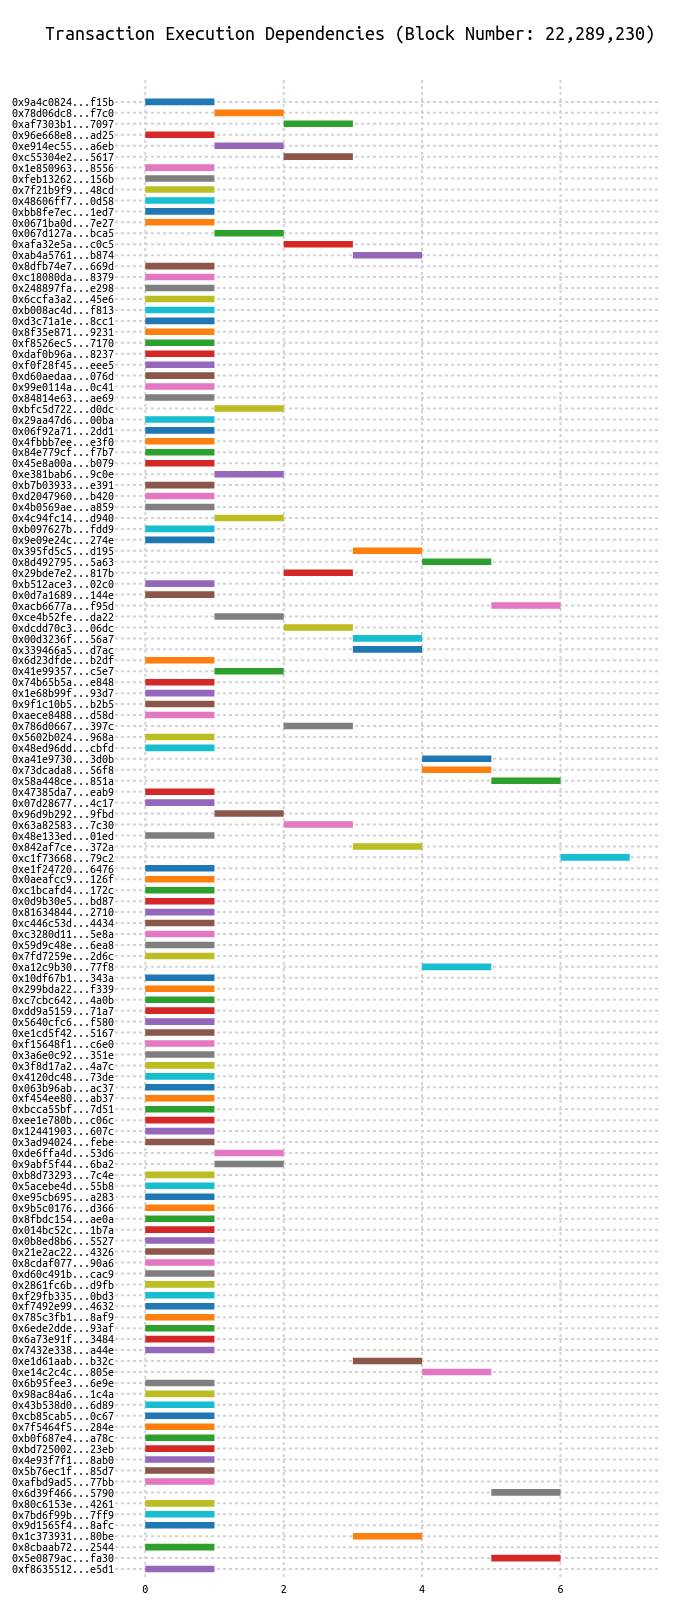 Transaction Execution Dependencies (Block Number: 22,289,230)
0x9a4c0824...f15b
0x78d06dc8...f7c0
0xaf7303b1...7097
0x96e668e8...ad25
0xe914ec55...a6eb
0xc55304e2...5617
0x1e850963...8556
0xfeb13262...156b
0x7f21b9f9...48cd
0x48606ff7...0d58
0xbb8fe7ec...1ed7
0x0671ba0d...7e27
0x067d127a...bca5
0xafa32e5a...c0c5
0xab4a5761...b874
0x8dfb74e7...669d
0xc18080da...8379
0x248897fa...e298
0x6ccfa3a2...45e6
0xb008ac4d...f813
0xd3c71a1e...8cc1
0x8f35e871...9231
0xf8526ec5...7170
0xdaf0b96a...8237
0xf0f28f45...eee5
0xd60aedaa...076d
0x99e0114a...0c41
0x84814e63...ae69
0xbfc5d722...d0dc
0x29aa47d6...00ba
0x06f92a71...2dd1
0x4fbbb7ee...e3f0
0x84e779cf...f7b7
0x45e8a00a...b079
0xe381bab6...9c0e
0xb7b03933...e391
0xd2047960...b420
0x4b0569ae...a859
0x4c94fc14...d940
0xb097627b...fdd9
0x9e09e24c...274e
0x395fd5c5...d195
0x8d492795...5a63
0x29bde7e2...817b
0xb512ace3...02c0
0x0d7a1689...144e
0xacb6677a...f95d
0xce4b52fe...da22
0xdcdd70c3...06dc
0x00d3236f...56a7
0x339466a5...d7ac
0x6d23dfde...b2df
0x41e99357...c5e7
0x74b65b5a...e848
0x1e68b99f...93d7
0x9f1c10b5...b2b5
0xaece8488...d58d
0x786d0667...397c
0x5602b024...968a
0x48ed96dd...cbfd
0xa41e9730...3d0b
0x73dcada8...56f8
0x58a448ce...851a
0x47385da7...eab9
0x07d28677...4c17
0x96d9b292...9fbd
0x63a82583...7c30
0x48e133ed...01ed
0x842af7ce...372a
0xc1f73668...79c2
0xe1f24720...6476
0x0aeafcc9...126f
0xc1bcafd4...172c
0x0d9b30e5...bd87
0x81634844...2710
0xc446c53d...4434
0xc3280d11...5e8a
0x59d9c48e...6ea8
0x7fd7259e...2d6c
0xa12c9b30...77f8
0x10df67b1...343a
0x299bda22...f339
0xc7cbc642...4a0b
0xdd9a5159...71a7
0x5640cfc6...f580
0xe1cd5f42...5167
0xf15648f1...c6e0
0x3a6e0c92...351e
0x3f8d17a2...4a7c
0x4120dc48...73de
0x063b96ab...ac37
0xf454ee80...ab37
0xbcca55bf...7d51
0xee1e780b...c06c
0x12441903...607c
0x3ad94024...febe
0xde6ffa4d...53d6
0x9abf5f44...6ba2
0xb8d73293...7c4e
0x5acebe4d...55b8
0xe95cb695...a283
0x9b5c0176...d366
0x8fbdc154...ae0a
0x014bc52c...1b7a
0x0b8ed8b6...5527
0x21e2ac22...4326
0x8cdaf077...90a6
0xd60c491b...cac9
0x2861fc6b...d9fb
0xf29fb335...0bd3
0xf7492e99...4632
0x785c3fb1...8af9
0x6ede2dde...93af
0x6a73e91f...3484
0x7432e338...a44e
0xe1d61aab...b32c
0xe14c2c4c...805e
0x6b95fee3...6e9e
0x98ac84a6...1c4a
0x43b538d0...6d89
0xcb85cab5...0c67
0x7f5464f5...284e
0xb0f687e4...a78c
0xbd725002...23eb
0x4e93f7f1...8ab0
0x5b76ec1f...85d7
0xafbd9ad5...77bb
0x6d39f466...5790
0x80c6153e...4261
0x7bd6f99b...7ff9
0x9d1565f4...8afc
0x1c373931...80be
0x8cbaab72...2544
0x5e0879ac...fa30
0xf8635512...e5d1
0 2 4 6